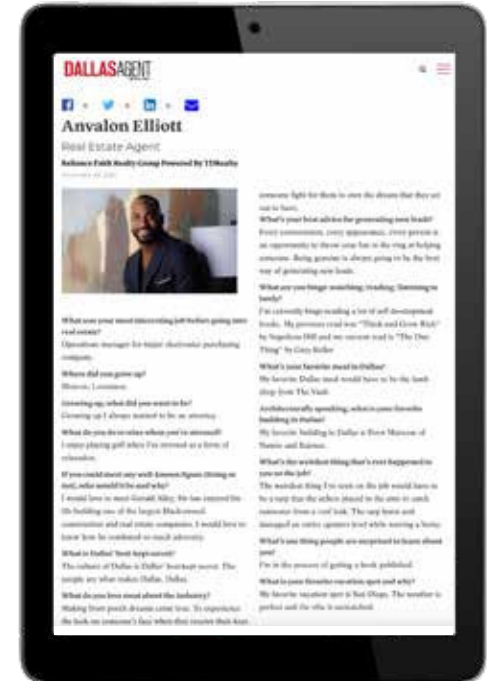 DALLASAGENT
Anvalon Elliott
Real Estate Agent
Reliance Faith Realty Group Powered By TDRealty
What was your most interesting job before going into
real estate?
Operations manager for major electronics purchasing
company.
Where did you grow up?
Monroe, Louisiana.
Growing up, what did you want to be?
Growing up I always wanted to be an attorney.
What do you do to relax when you're stressed?
I enjoy playing golf when I'm stressed as a form of
relaxation.
If you could meet any well-known figure (living or
not), who would it be and why?
I would love to meet Gerald Alley. He has enjoyed his
life building one of the largest Black-owned
construction and real estate companies. I would love to
know how he continued so much adversity.
What is Dallas' best-kept secret?
The culture of Dallas is Dallas' best-kept secret. The
people are what makes Dallas, Dallas.
What do you love most about the industry?
Making front porch dreams come true. To experience
the look on someone's face when they receive their keys
someone fight for them to own the dream that they set
out to have.
What's your best advice for generating new leads?
Every conversation, every appearance, every person is
an opportunity to throw your hat in the ring at helping
someone. Being genuine is always going to be the best
way of generating new leads.
What are you binge-watching, reading, listening to
lately?
I'm currently binge-reading a lot of self-development
books. My previous read was "Think and Grow Rich"
by Napoleon Hill and my current read is "The One
Thing" by Gary Keller
What's your favorite meal in Dallas?
My favorite Dallas meal would have to be the lamb
chop from The Vault.
Architecturally speaking, what is your favorite
building in Dallas?
My favorite building in Dallas is Perot Museum of
Nature and Science.
What's the weirdest thing that's ever happened to
you on the job?
The weirdest thing I've seen on the job would have to
be a tarp that the sellers placed in the attic to catch
rainwater from a roof leak. The tarp burst and
damaged an entire upstairs level while touring a home.
What's one thing people are surprised to learn about
you?
I'm in the process of getting a book published.
What is your favorite vacation spot and why?
My favorite vacation spot is San Diego. The weather is
perfect and the vibe is unmatched.